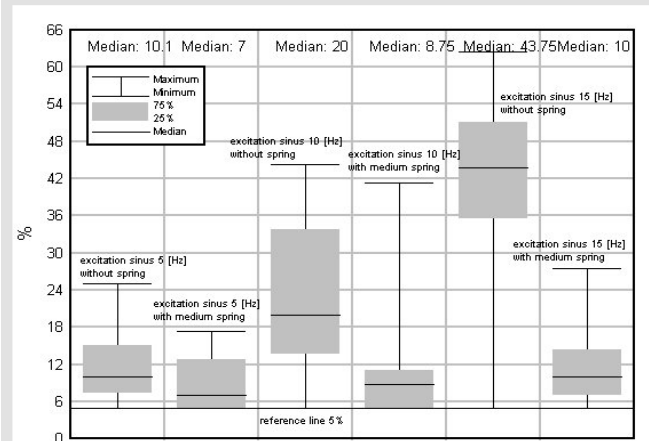 66
60
54
48
42
36
30
24
18
12
6
0
%
Median: 10.1
Median: 7
Median: 20
Median: 8.75
Median: 43.75
Median: 10
Maximum
Minimum
75%
25%
Median
excitation sinus 5 [Hz]
without spring
excitation sinus 5 [Hz]
with medium spring
excitation sinus 10 [Hz]
without spring
excitation sinus 10 [Hz]
with medium spring
excitation sinus 15 [Hz]
without spring
excitation sinus 15 [Hz]
with medium spring
reference line 5%